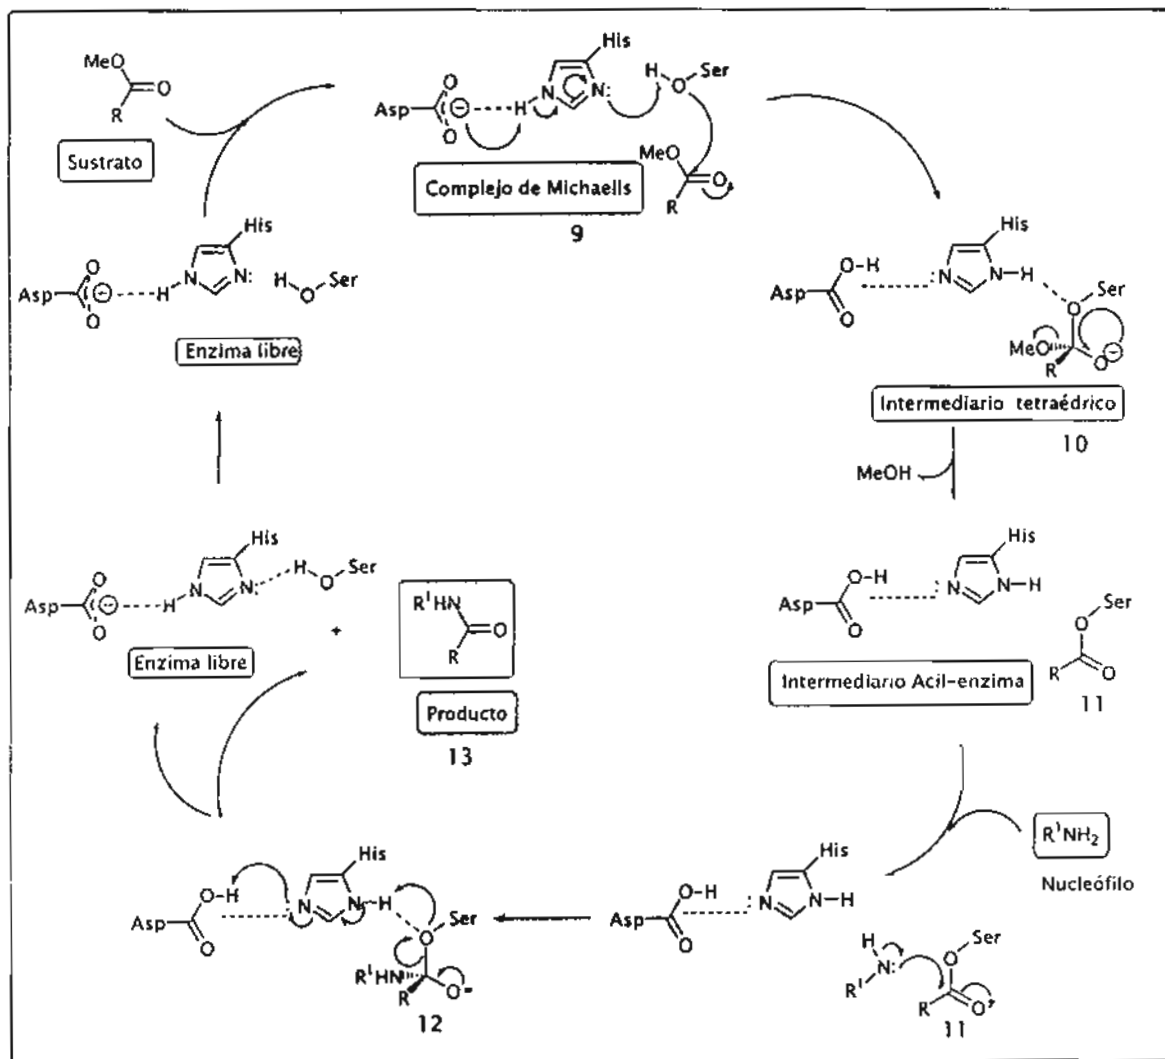 MeO
O
R
Sustrato
His
Asp
O
O
H
N
N:
H
O
Ser
MeO
O
R
Complejo de Michaells
9
His
Asp
O
O
H
N
N:
H
O
Ser
Enzima libre
His
Asp
O-H
O
:N
N-H
O
Ser
MeO
R
O
Intermediario tetraédrico
10
MeOH
His
Asp
O-H
O
:N
N-H
Ser
O
R
O
Intermediario Acil-enzima
11
His
Asp
O
O
H
N
N:
H
O
Ser
Enzima libre
+
R¹HN
O
R
Producto
13
R¹NH₂
Nucleófilo
His
Asp
O-H
O
:N
N-H
H
N:
R¹
Ser
O
R
O
11
His
Asp
O-H
O
:N
N-H
O
Ser
R¹HN
R
O
12